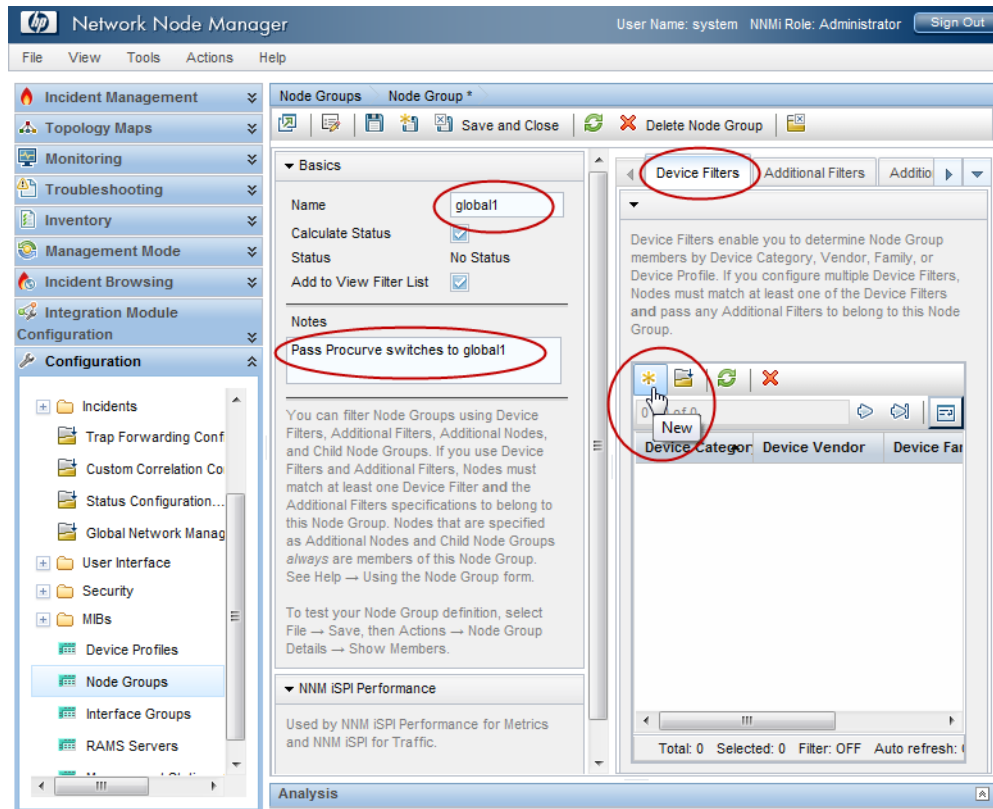 hp Network Node Manager
User Name: system NNMi Role: Administrator Sign Out
File View Tools Actions Help
Incident Management
Topology Maps
Monitoring
Troubleshooting
Inventory
Management Mode
Incident Browsing
Integration Module
Configuration
Configuration
Incidents
Trap Forwarding Conf
Custom Correlation Co
Status Configuration...
Global Network Manag
User Interface
Security
MIBs
Device Profiles
Node Groups
Interface Groups
RAMS Servers
Node Groups Node Group *
Save and Close Delete Node Group
Basics
Name global1
Calculate Status
Status No Status
Add to View Filter List
Notes
Pass Procurve switches to global1
You can filter Node Groups using Device
Filters, Additional Filters, Additional Nodes,
and Child Node Groups. If you use Device
Filters and Additional Filters, Nodes must
match at least one Device Filter and the
Additional Filters specifications to belong to
this Node Group. Nodes that are specified
as Additional Nodes and Child Node Groups
always are members of this Node Group.
See Help → Using the Node Group form.
To test your Node Group definition, select
File → Save, then Actions → Node Group
Details → Show Members.
NNM iSPI Performance
Used by NNM iSPI Performance for Metrics
and NNM iSPI for Traffic.
Device Filters Additional Filters Additio
Device Filters enable you to determine Node Group
members by Device Category, Vendor, Family, or
Device Profile. If you configure multiple Device Filters,
Nodes must match at least one of the Device Filters
and pass any Additional Filters to belong to this Node
Group.
New
Device Categor Device Vendor Device Fa
Total: 0 Selected: 0 Filter: OFF Auto refresh:
Analysis